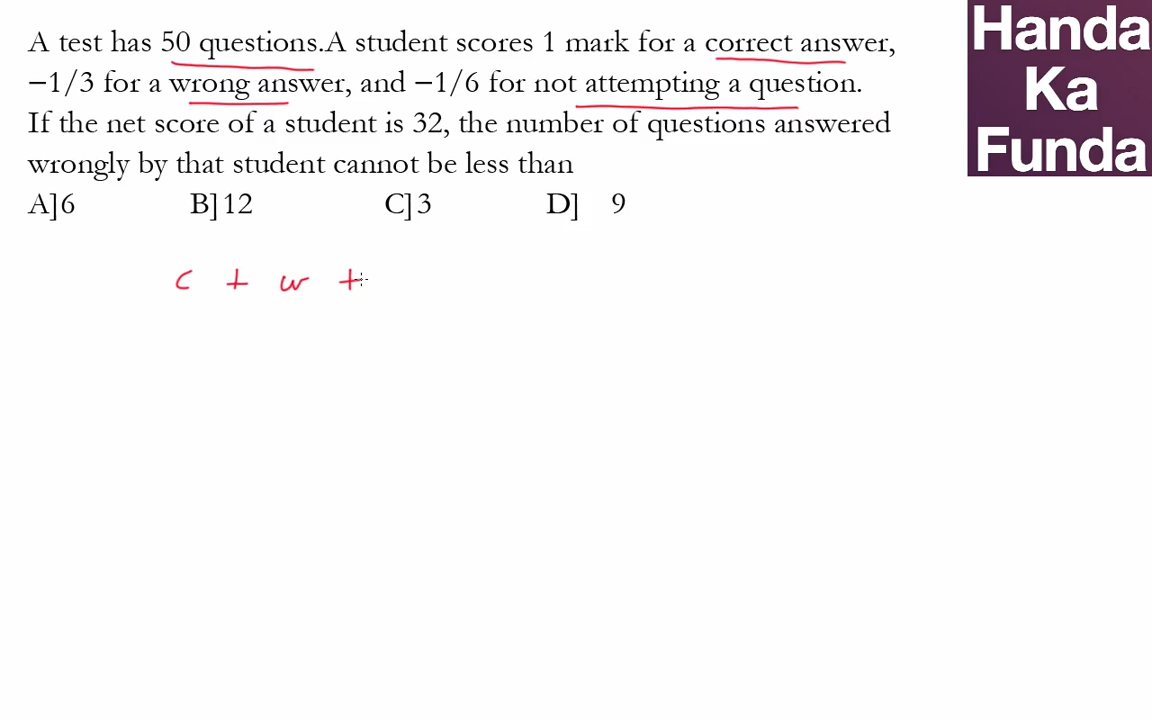 A test has 50 questions.A student scores 1 mark for a correct answer,
−1/3 for a wrong answer, and −1/6 for not attempting a question.
If the net score of a student is 32, the number of questions answered
wrongly by that student cannot be less than
A]6 B]12 C]3 D] 9
c + w +
Handa
Ka
Funda